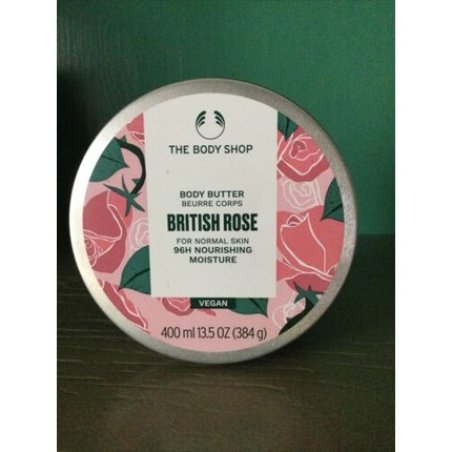 THE BODY SHOP
BODY BUTTER
BEURRE CORPS
BRITISH ROSE
FOR NORMAL SKIN
96H NOURISHING
MOISTURE
VEGAN
400 ml 13.5 OZ (384 g)